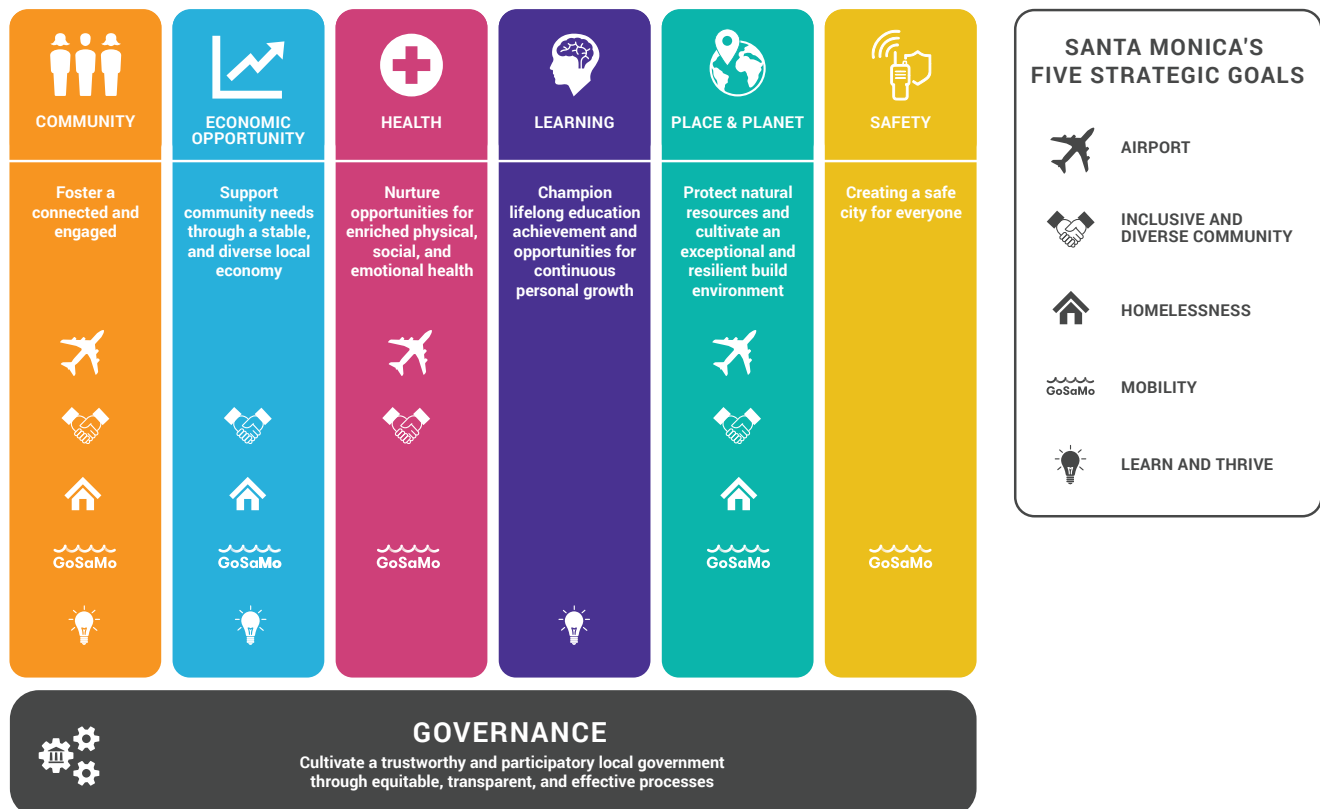 COMMUNITY
Foster a
connected and
engaged
GoSaMo
ECONOMIC
OPPORTUNITY
Support
community needs
through a stable,
and diverse local
economy
GoSaMo
HEALTH
Nurture
opportunities for
enriched physical,
social, and
emotional health
GoSaMo
LEARNING
Champion
lifelong education
achievement and
opportunities for
continuous
personal growth
PLACE & PLANET
Protect natural
resources and
cultivate an
exceptional and
resilient build
environment
GoSaMo
SAFETY
Creating a safe
city for everyone
GoSaMo
GOVERNANCE
Cultivate a trustworthy and participatory local government
through equitable, transparent, and effective processes
SANTA MONICA'S
FIVE STRATEGIC GOALS
AIRPORT
INCLUSIVE AND
DIVERSE COMMUNITY
HOMELESSNESS
GoSaMo
MOBILITY
LEARN AND THRIVE